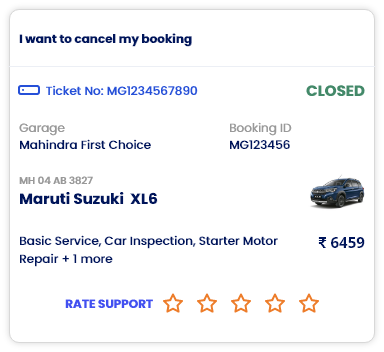 I want to cancel my booking
Ticket No: MG1234567890 CLOSED
Garage Booking ID
Mahindra First Choice MG123456
MH 04 AB 3827
Maruti Suzuki XL6
Basic Service, Car Inspection, Starter Motor ₹ 6459
Repair + 1 more
RATE SUPPORT